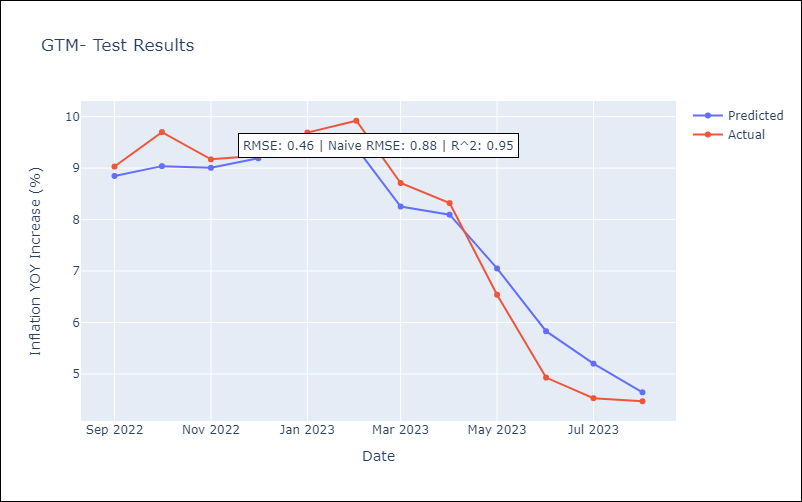 GTM- Test Results
Predicted
Actual
RMSE: 0.46 | Naive RMSE: 0.88 | R^2: 0.95
Inflation YOY Increase (%)
10
9
8
7
6
5
Sep 2022
Nov 2022
Jan 2023
Mar 2023
May 2023
Jul 2023
Date